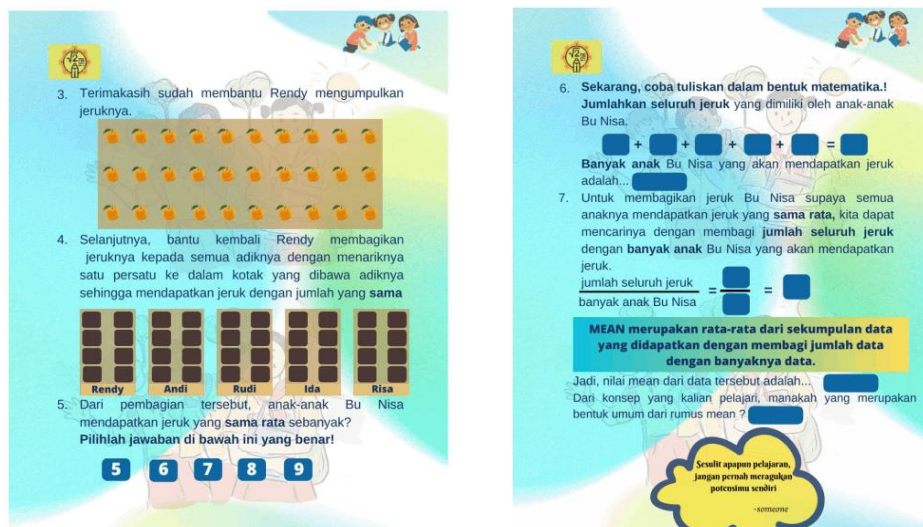 3. Terimakasih sudah membantu Rendy mengumpulkan
jeruknya.
4. Selanjutnya, bantu kembali Rendy membagikan
jeruknya kepada semua adiknya dengan menariknya
satu persatu ke dalam kotak yang dibawa adiknya
sehingga mendapatkan jeruk dengan jumlah yang sama
Rendy Andi Rudi Ida Risa
5. Dari pembagian tersebut, anak-anak Bu Nisa
mendapatkan jeruk yang sama rata sebanyak?
Pilihlah jawaban di bawah ini yang benar!
5 6 7 8 9
6. Sekarang, coba tuliskan dalam bentuk matematika.!
Jumlahkan seluruh jeruk yang dimiliki oleh anak-anak
Bu Nisa.
+ + + + =
Banyak anak Bu Nisa yang akan mendapatkan jeruk
adalah...
7. Untuk membagikan jeruk Bu Nisa supaya semua
anaknya mendapatkan jeruk yang sama rata, kita dapat
mencarinya dengan membagi jumlah seluruh jeruk
dengan banyak anak Bu Nisa yang akan mendapatkan
jeruk.
jumlah seluruh jeruk
banyak anak Bu Nisa
= =
MEAN merupakan rata-rata dari sekumpulan data
yang didapatkan dengan membagi jumlah data
dengan banyaknya data.
Jadi, nilai mean dari data tersebut adalah...
Dari konsep yang kalian pelajari, manakah yang merupakan
bentuk umum dari rumus mean ?
Sesulit apapun pelajaran,
jangan pernah meragukan
potensimu sendiri
-someone